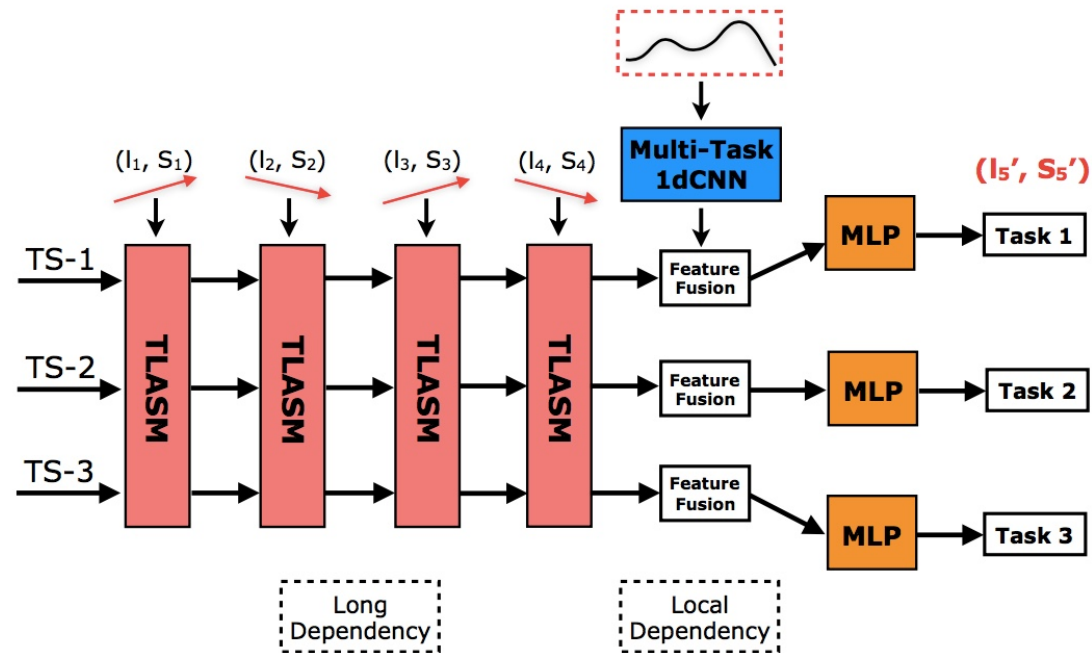 (l₁, S₁)
(l₂, S₂)
(l₃, S₃)
(l₄, S₄)
Multi-Task
1dCNN
(l₅′, S₅′)
TS-1
TS-2
TS-3
TLASM
TLASM
TLASM
TLASM
Feature
Fusion
MLP
Task 1
Feature
Fusion
MLP
Task 2
Feature
Fusion
MLP
Task 3
Long
Dependency
Local
Dependency